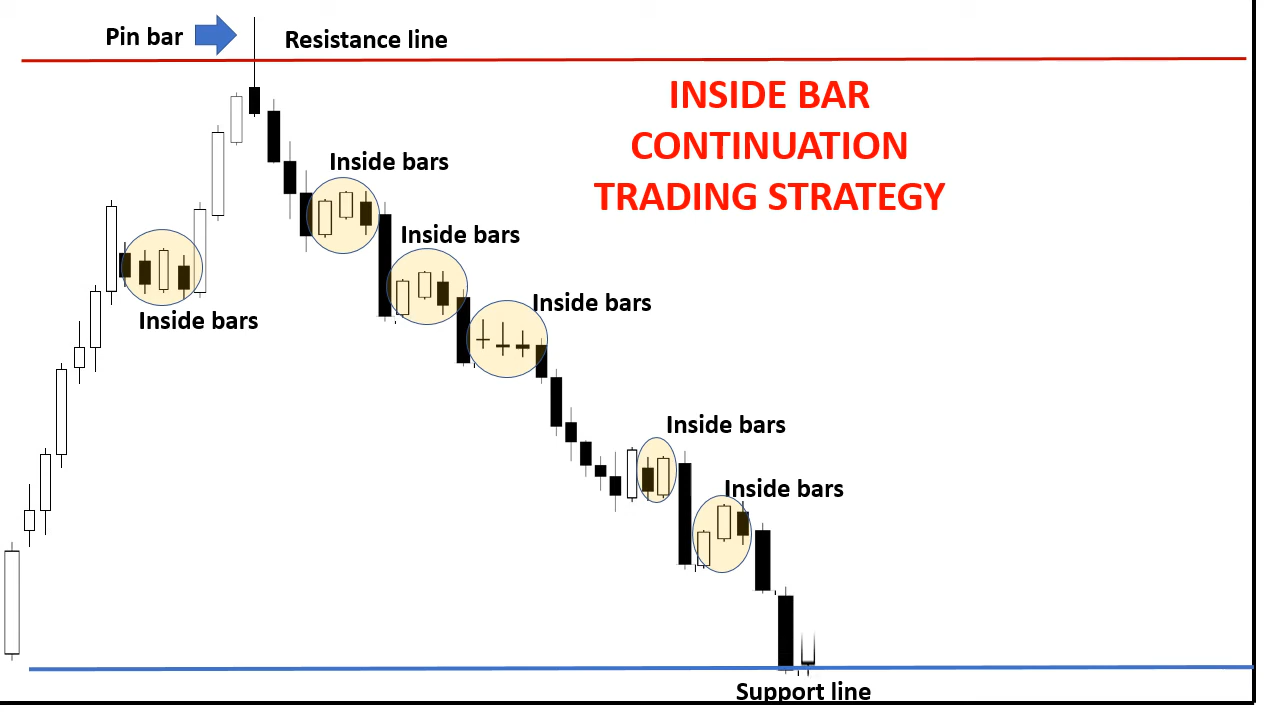 Pin bar
Resistance line
INSIDE BAR
CONTINUATION
TRADING STRATEGY
Inside bars
Inside bars
Inside bars
Inside bars
Inside bars
Inside bars
Support line